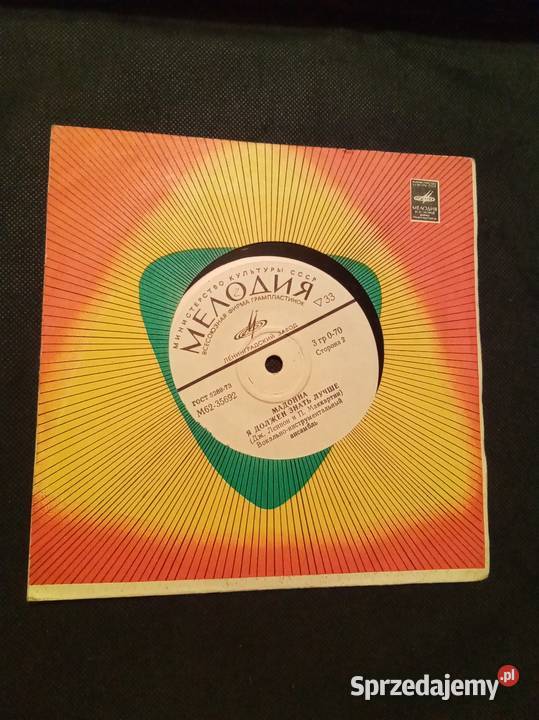 МИНИСТЕРСТВО КУЛЬТУРЫ СССР
МЕЛОДИЯ
ВСЕСОЮЗНАЯ ФИРМА ГРАМПЛАСТИНОК
33
ЛЕНИНГРАДСКИЙ ЗАВОД
ГОСТ 5289-73
М62-35692
3 гр 0-70
Сторона 2
МАДОННА
Я ДОЛЖЕН ЗНАТЬ ЛУЧШЕ
(Дж. Леннон и П. Маккартни)
Вокально-инструментальный
ансамбль
МЕЛОДИЯ
Sprzedajemy.pl